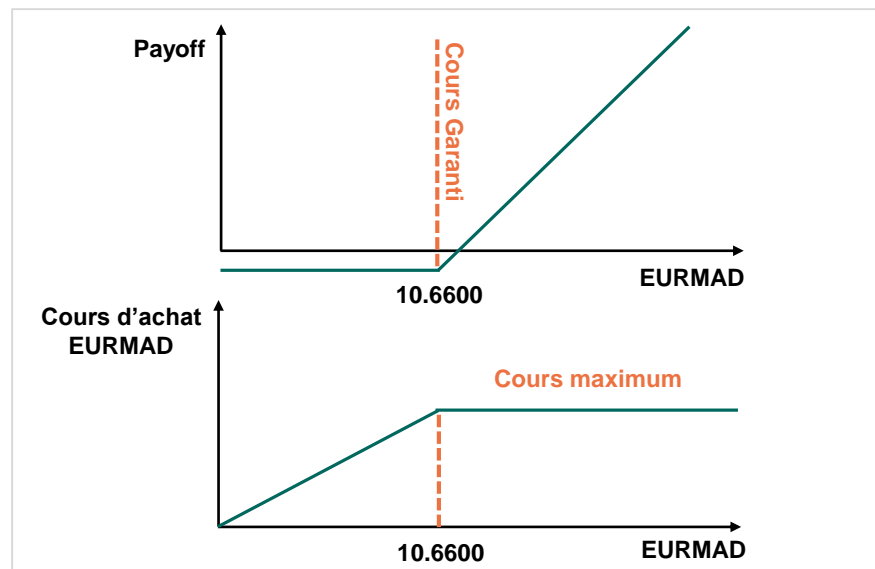 Payoff
Cours Garanti
EURMAD
10.6600
Cours d'achat
EURMAD
Cours maximum
10.6600
EURMAD